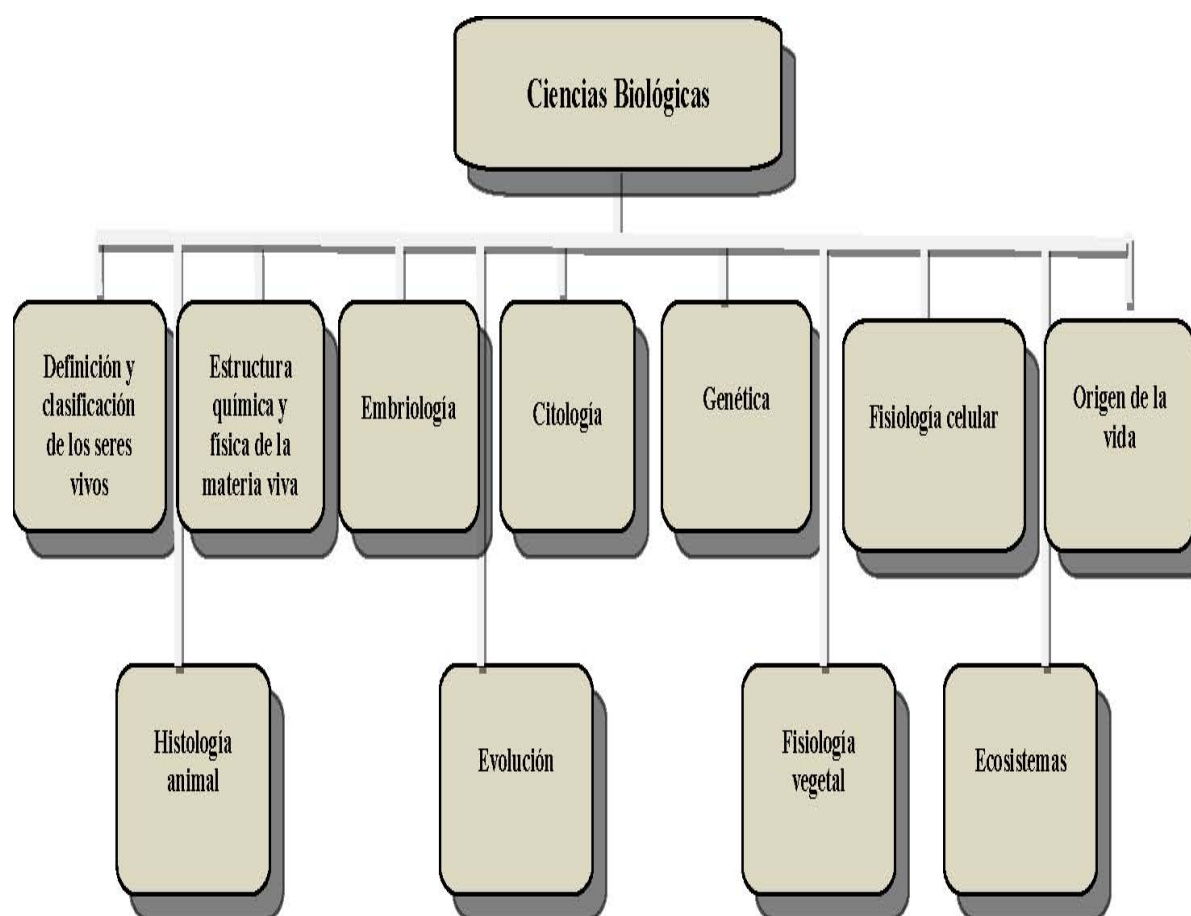 Ciencias Biológicas
Definición y
clasificación
de los seres
vivos
Estructura
química y
física de la
materia viva
Embriología
Citología
Genética
Fisiología celular
Origen de la
vida
Histología
animal
Evolución
Fisiología
vegetal
Ecosistemas